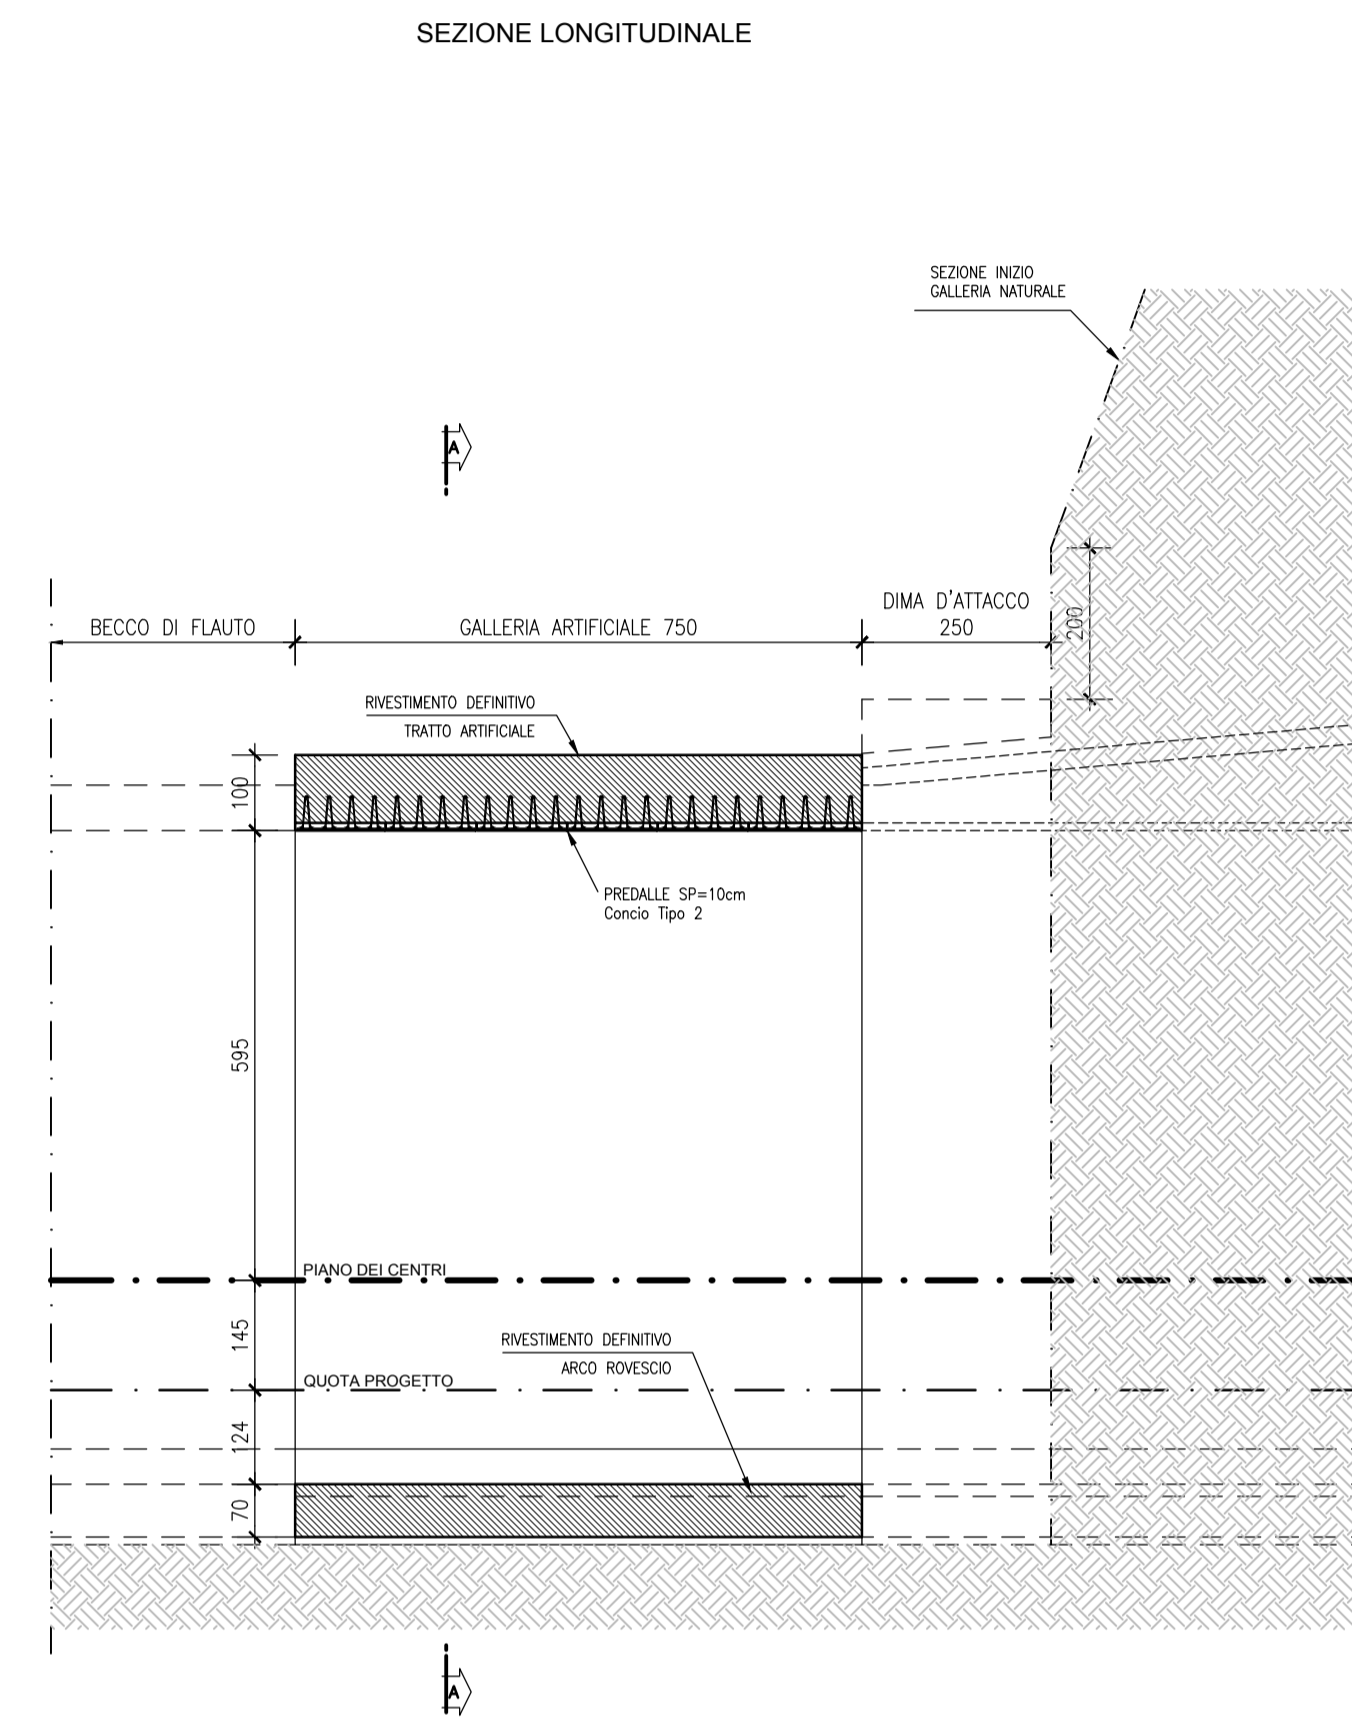 SEZIONE LONGITUDINALE
SEZIONE INIZIO
GALLERIA NATURALE
A
DIMA D'ATTACCO
BECCO DI FLAUTO
GALLERIA ARTIFICIALE 750
250
200
RIVESTIMENTO DEFINITIVO
TRATTO ARTIFICIALE
100
PREDALLE SP=10cm
Concio Tipo 2
595
PIANO DEI CENTRI
145
RIVESTIMENTO DEFINITIVO
ARCO ROVESCIO
QUOTA PROGETTO
124
70
A